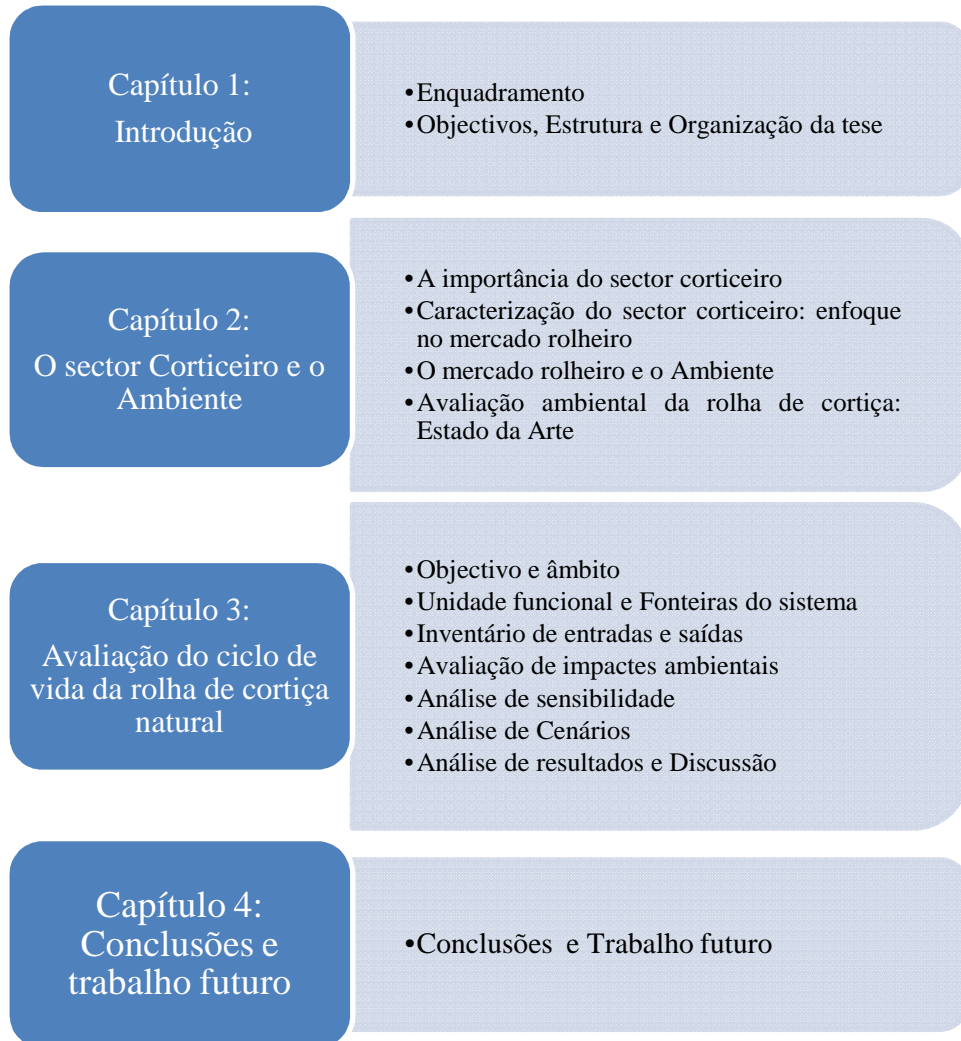 Capítulo 1:
Introdução
•Enquadramento
•Objectivos, Estrutura e Organização da tese
Capítulo 2:
O sector Corticeiro e o
Ambiente
•A importância do sector corticeiro
•Caracterização do sector corticeiro: enfoque
no mercado rolheiro
•O mercado rolheiro e o Ambiente
•Avaliação ambiental da rolha de cortiça:
Estado da Arte
Capítulo 3:
Avaliação do ciclo de
vida da rolha de cortiça
natural
•Objectivo e âmbito
•Unidade funcional e Fonteiras do sistema
•Inventário de entradas e saídas
•Avaliação de impactes ambientais
•Análise de sensibilidade
•Análise de Cenários
•Análise de resultados e Discussão
Capítulo 4:
Conclusões e
trabalho futuro
•Conclusões e Trabalho futuro